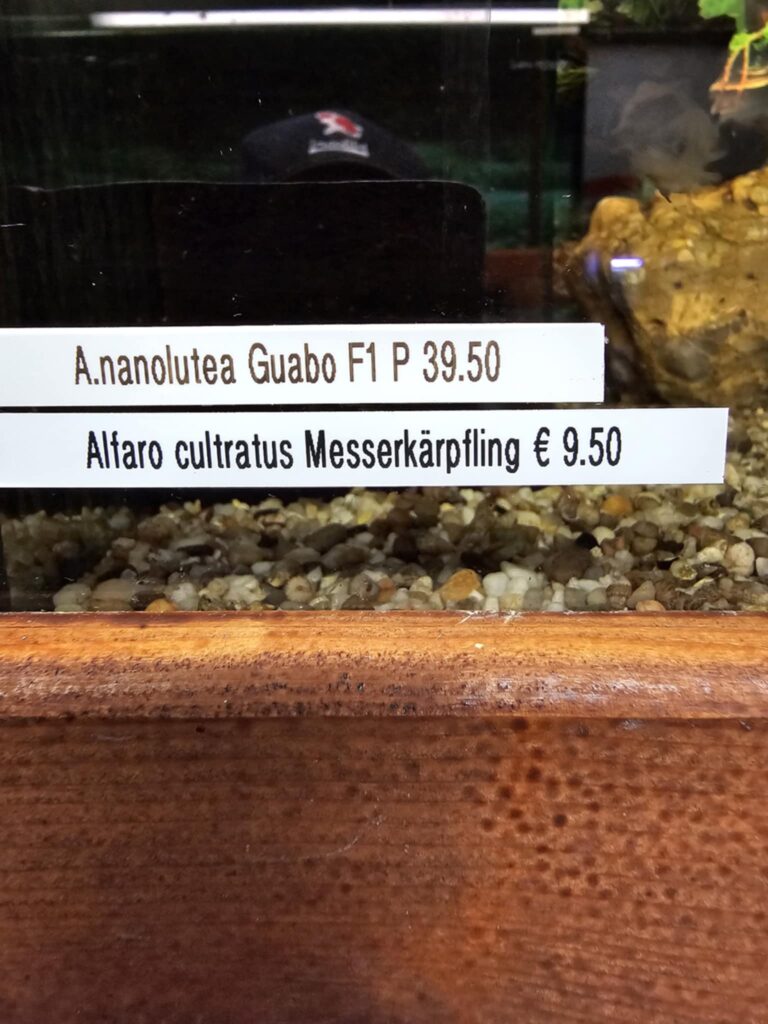 A.nanolutea Guabo F1 P 39.50
Alfaro cultratus Messerkärpfling € 9.50